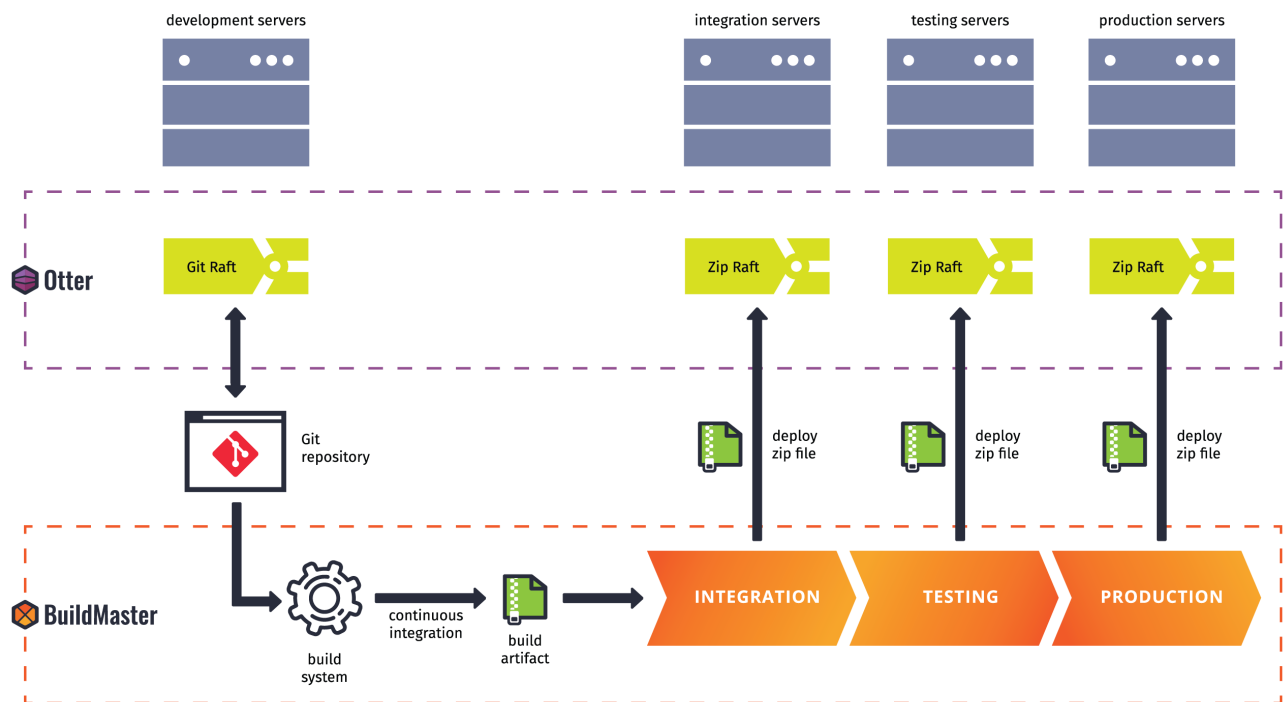 development servers
integration servers
testing servers
production servers
Otter
Git Raft
Zip Raft
Zip Raft
Zip Raft
Git
repository
deploy
zip file
deploy
zip file
deploy
zip file
BuildMaster
build
system
continuous
integration
build
artifact
INTEGRATION
TESTING
PRODUCTION